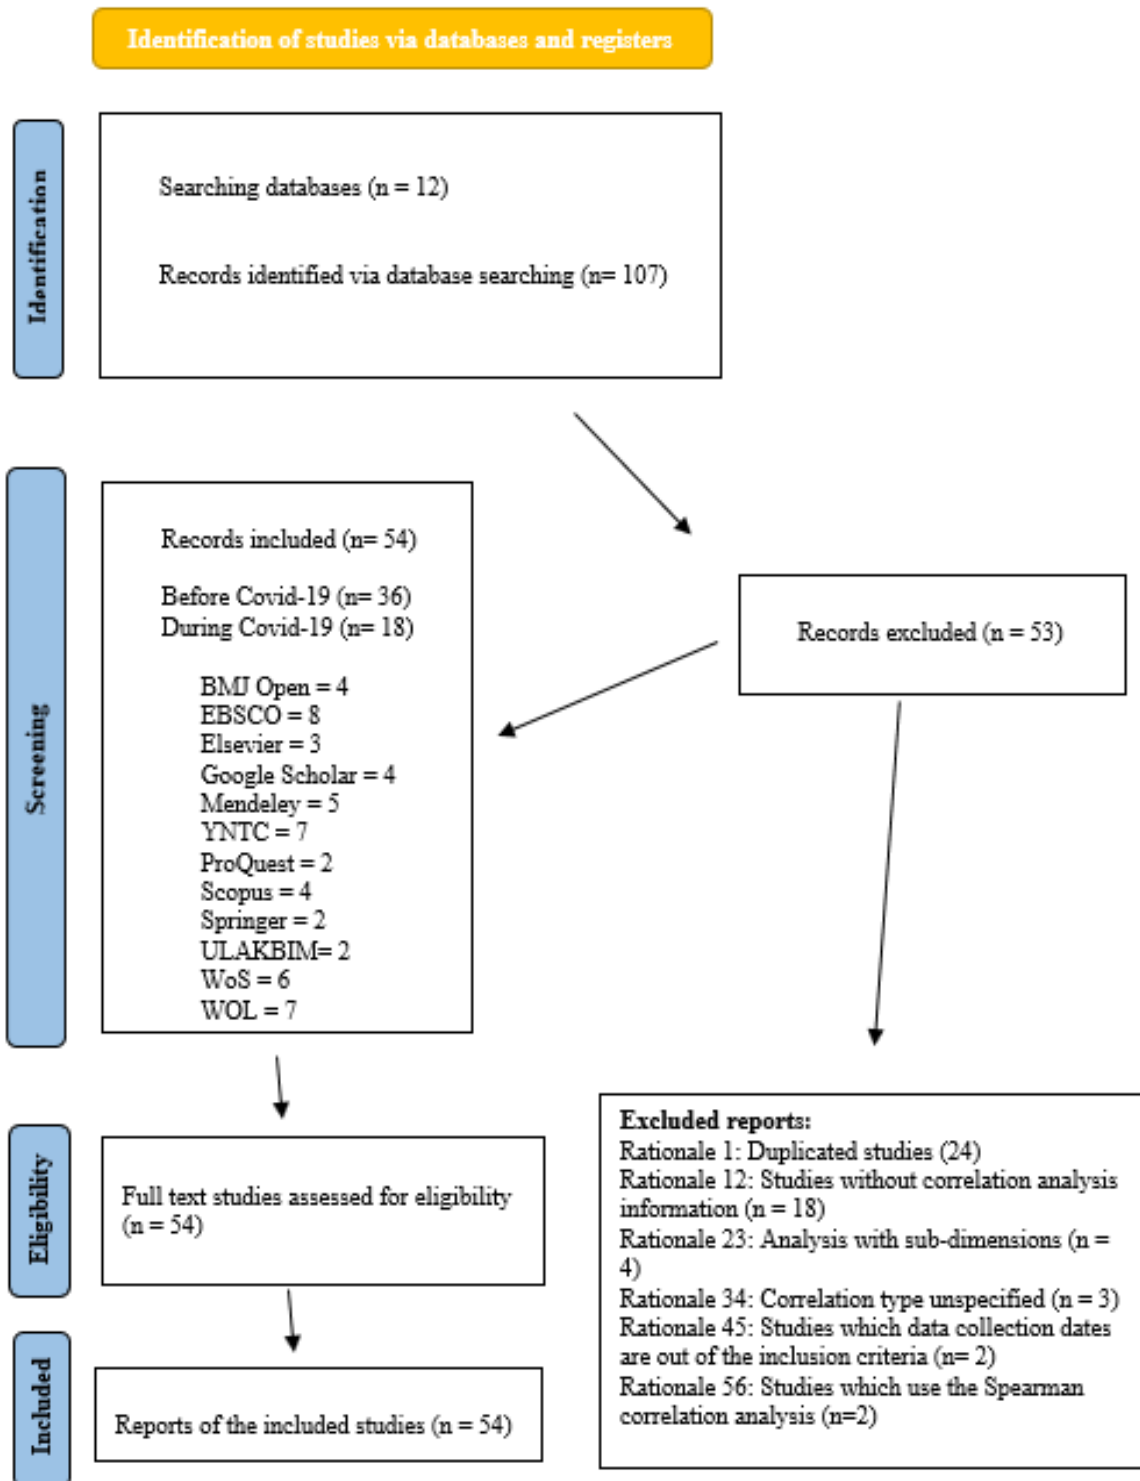 Identification of studies via databases and registers
Identification
Searching databases (n = 12)
Records identified via database searching (n= 107)
Screening
Records included (n= 54)
Before Covid-19 (n= 36)
During Covid-19 (n= 18)
BMJ Open = 4
EBSCO = 8
Elsevier = 3
Google Scholar = 4
Mendeley = 5
YNTC = 7
ProQuest = 2
Scopus = 4
Springer = 2
ULAKBIM= 2
WoS = 6
WOL = 7
Records excluded (n = 53)
Eligibility
Full text studies assessed for eligibility
(n = 54)
Excluded reports:
Rationale 1: Duplicated studies (24)
Rationale 12: Studies without correlation analysis
information (n = 18)
Rationale 23: Analysis with sub-dimensions (n =
4)
Rationale 34: Correlation type unspecified (n = 3)
Rationale 45: Studies which data collection dates
are out of the inclusion criteria (n= 2)
Rationale 56: Studies which use the Spearman
correlation analysis (n=2)
Included
Reports of the included studies (n = 54)